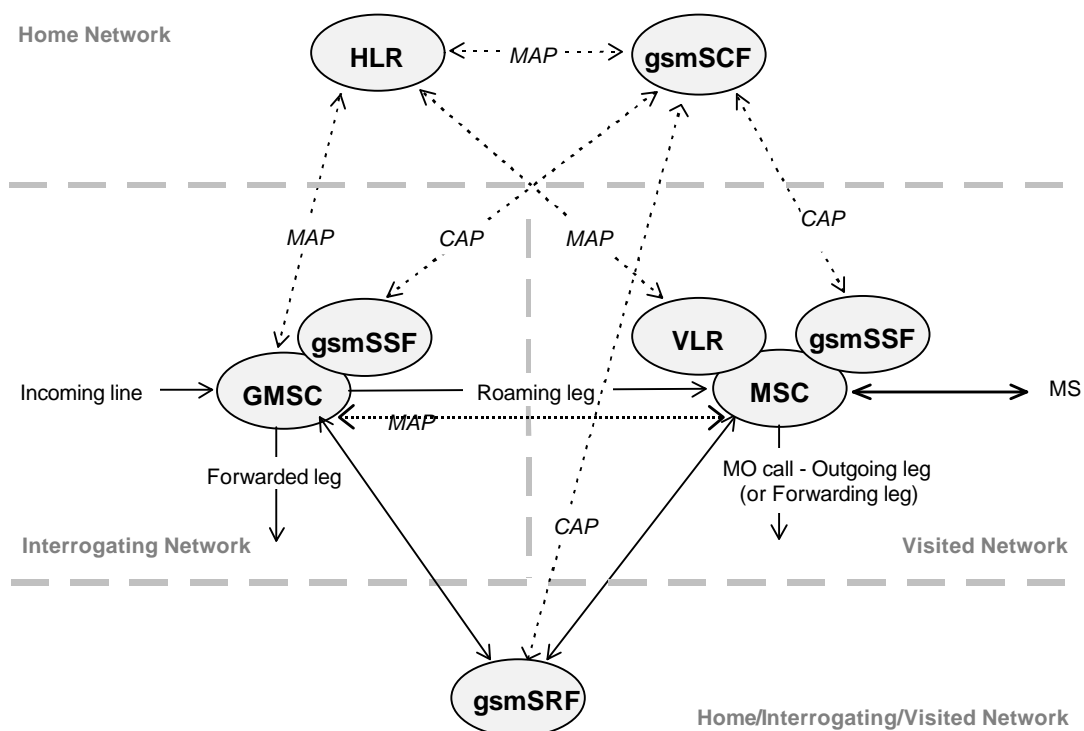 Home Network
HLR
MAP
gsmSCF
MAP
CAP
MAP
CAP
gsmSSF
VLR
gsmSSF
Incoming line
GMSC
Roaming leg
MSC
MS
MAP
Forwarded leg
MO call - Outgoing leg
(or Forwarding leg)
CAP
Interrogating Network
Visited Network
gsmSRF
Home/Interrogating/Visited Network